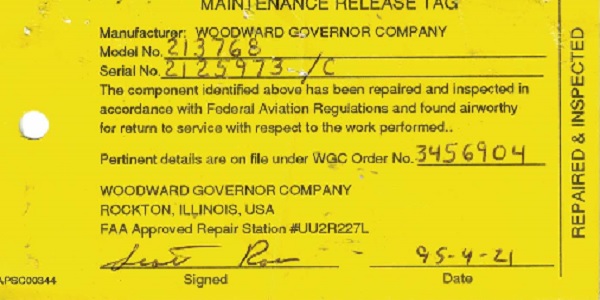 MAINTENANCE RELEASE TAG
Manufacturer: WOODWARD GOVERNOR COMPANY
Model No. 213768
Serial No. 2125973 /C
The component identified above has been repaired and inspected in
accordance with Federal Aviation Regulations and found airworthy
for return to service with respect to the work performed..
Pertinent details are on file under WGC Order No. 3456904
WOODWARD GOVERNOR COMPANY
ROCKTON, ILLINOIS, USA
FAA Approved Repair Station #UU2R227L
Scott 95-4-21
Signed Date
APSC00344
REPAIRED & INSPECTED